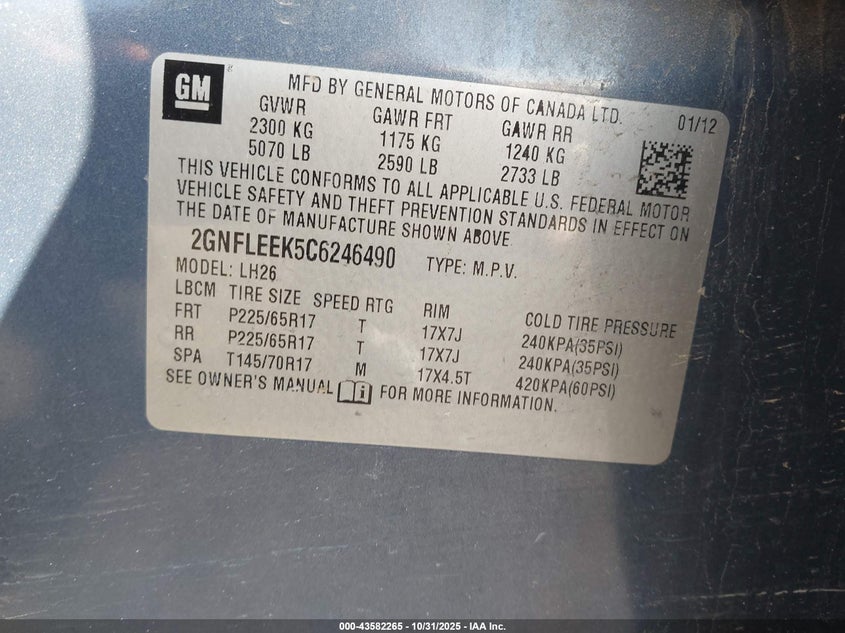 GM
MFD BY GENERAL MOTORS OF CANADA LTD.
01/12
GVWR GAWR FRT GAWR RR
2300 KG 1175 KG 1240 KG
5070 LB 2590 LB 2733 LB
THIS VEHICLE CONFORMS TO ALL APPLICABLE U.S. FEDERAL MOTOR
VEHICLE SAFETY AND THEFT PREVENTION STANDARDS IN EFFECT ON
THE DATE OF MANUFACTURE SHOWN ABOVE.
2GNFLEEK5C6246490 TYPE: M.P.V.
MODEL: LH26
LBCM TIRE SIZE SPEED RTG RIM COLD TIRE PRESSURE
FRT P225/65R17 T 17X7J 240KPA(35PSI)
RR P225/65R17 T 17X7J 240KPA(35PSI)
SPA T145/70R17 M 17X4.5T 420KPA(60PSI)
SEE OWNER'S MANUAL FOR MORE INFORMATION.
000-43582265 - 10/31/2025 - IAA Inc.